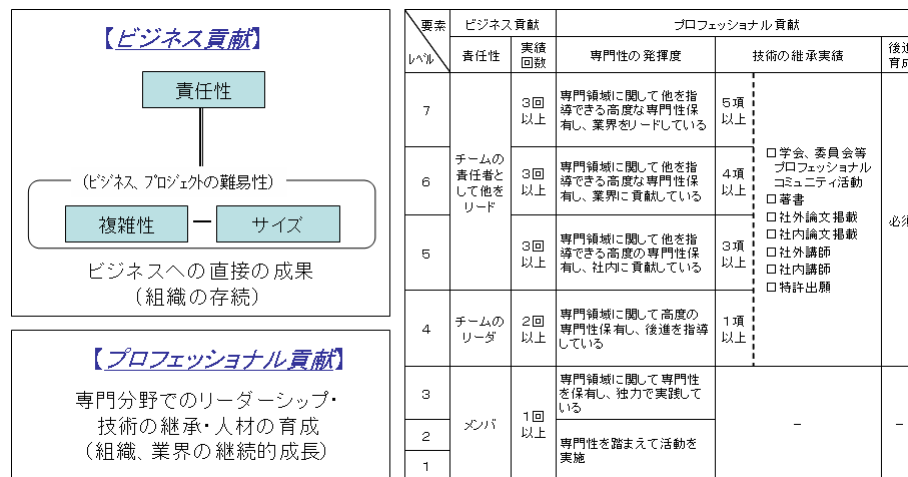 【ビジネス貢献】
責任性
(ビジネス、プロジェクトの難易性)
複雑性
サイズ
ビジネスへの直接の成果
(組織の存続)
【プロフェッショナル貢献】
専門分野でのリーダーシップ・
技術の継承・人材の育成
(組織、業界の継続的成長)
要素
レベル
ビジネス貢献
プロフェッショナル貢献
責任性
実績
回数
専門性の発揮度
技術の継承実績
後進
育成
7
3回
以上
専門領域に関して他を指
導できる高度な専門性保
有し、業界をリードしている
5項
以上
チームの
責任者と
して他を
リード
6
3回
以上
専門領域に関して他を指
導できる高度な専門性保
有し、業界に貢献している
4項
以上
5
3回
以上
専門領域に関して他を指
導できる高度の専門性保
有し、社内に貢献している
3項
以上
□学会、委員会等
プロフェッショナル
コミュニティ活動
□著書
□社外論文掲載
□社内論文掲載
□社外講師
□社内講師
□特許出願
必須
4
チームの
リーダ
2回
以上
専門領域に関して高度の
専門性保有し、後進を指導
している
1項
以上
3
専門領域に関して専門性
を保有し、独力で実践して
いる
メンバ
1回
以上
2
専門性を踏まえて活動を
実施
1
–
–